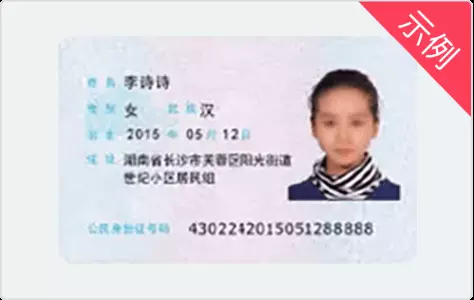 示例
姓名 李诗诗
性别 女 民族 汉
出生 2015 年 05 月 12 日
住址 湖南省长沙市芙蓉区阳光街道
世纪小区居民组
公民身份证号码 430224201505128888​8